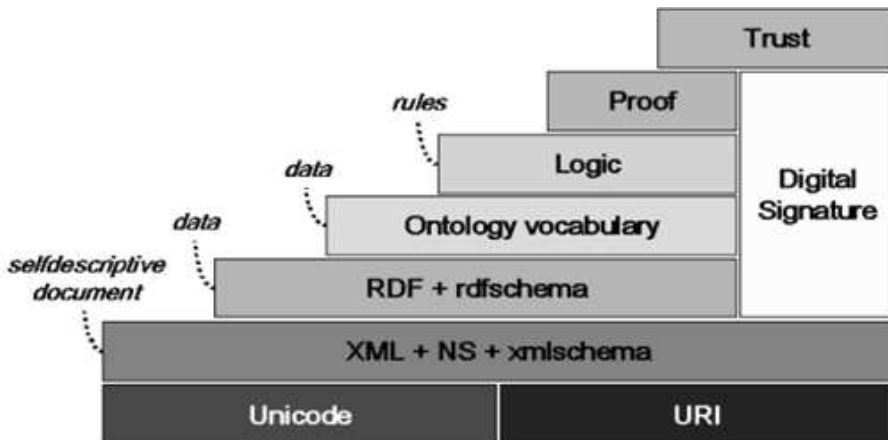 Trust
Proof
rules
Logic
Digital
Signature
data
Ontology vocabulary
data
RDF + rdfschema
selfdescriptive
document
XML + NS + xmlschema
Unicode
URI